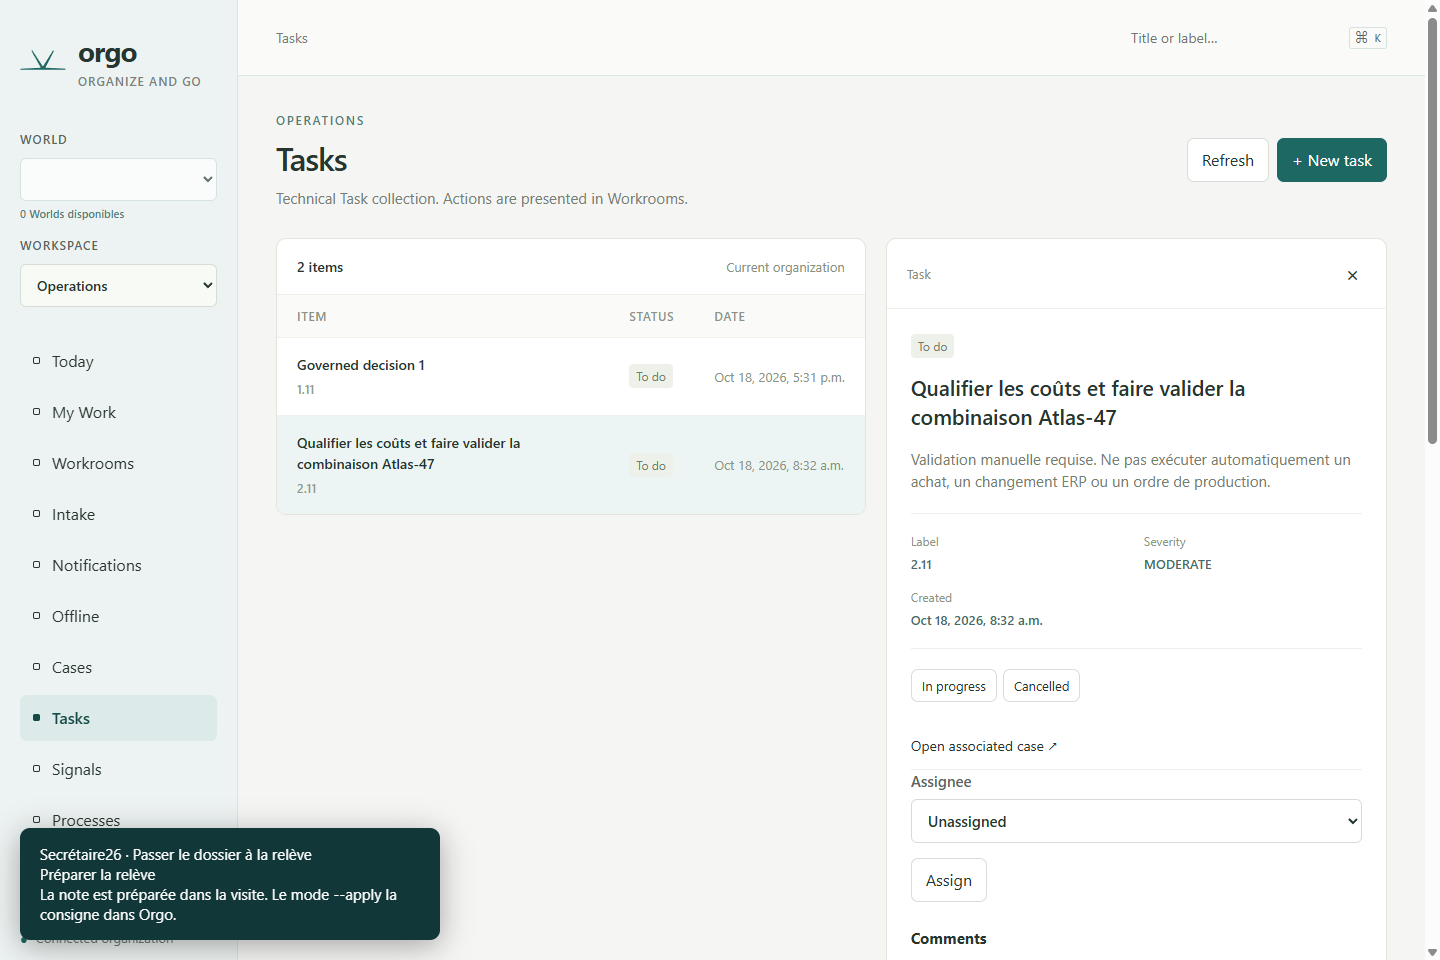 orgo
ORGANIZE AND GO
WORLD
0 Worlds disponibles
WORKSPACE
Operations
Today
My Work
Workrooms
Intake
Notifications
Offline
Cases
Tasks
Signals
Processes
Secrétaire26 · Passer le dossier à la relève
Préparer la relève
La note est préparée dans la visite. Le mode --apply la
consigne dans Orgo.
Connected organization
Tasks
Title or label...
⌘ K
OPERATIONS
Tasks
Technical Task collection. Actions are presented in Workrooms.
Refresh
+ New task
2 items
Current organization
ITEM STATUS DATE
Governed decision 1
1.11
To do
Oct 18, 2026, 5:31 p.m.
Qualifier les coûts et faire valider la
combinaison Atlas-47
2.11
To do
Oct 18, 2026, 8:32 a.m.
Task
×
To do
Qualifier les coûts et faire valider la
combinaison Atlas-47
Validation manuelle requise. Ne pas exécuter automatiquement un
achat, un changement ERP ou un ordre de production.
Label
2.11
Severity
MODERATE
Created
Oct 18, 2026, 8:32 a.m.
In progress
Cancelled
Open associated case ↗
Assignee
Unassigned
Assign
Comments